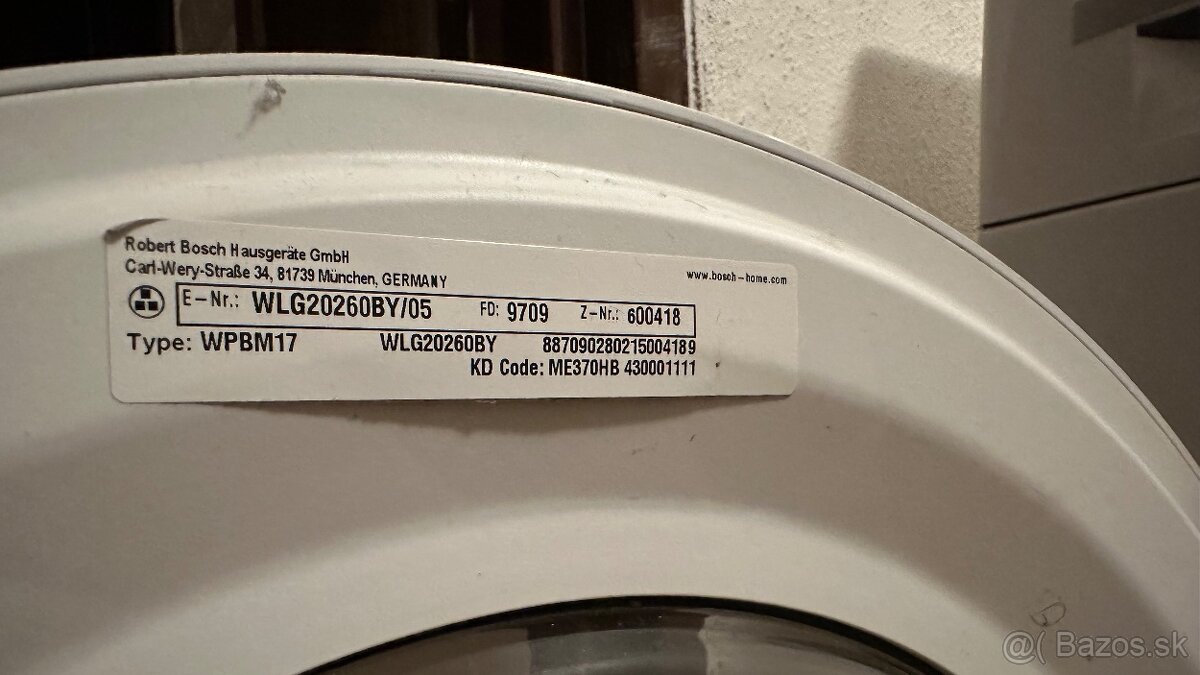 Robert Bosch Hausgeräte GmbH
Carl-Wery-Straße 34, 81739 München, GERMANY
www.bosch-home.com
E-Nr.: WLG20260BY/05 FD: 9709 Z-Nr.: 600418
Type: WPBM17 WLG20260BY 887090280215004189
KD Code: ME370HB 430001111
@( Bazos.sk